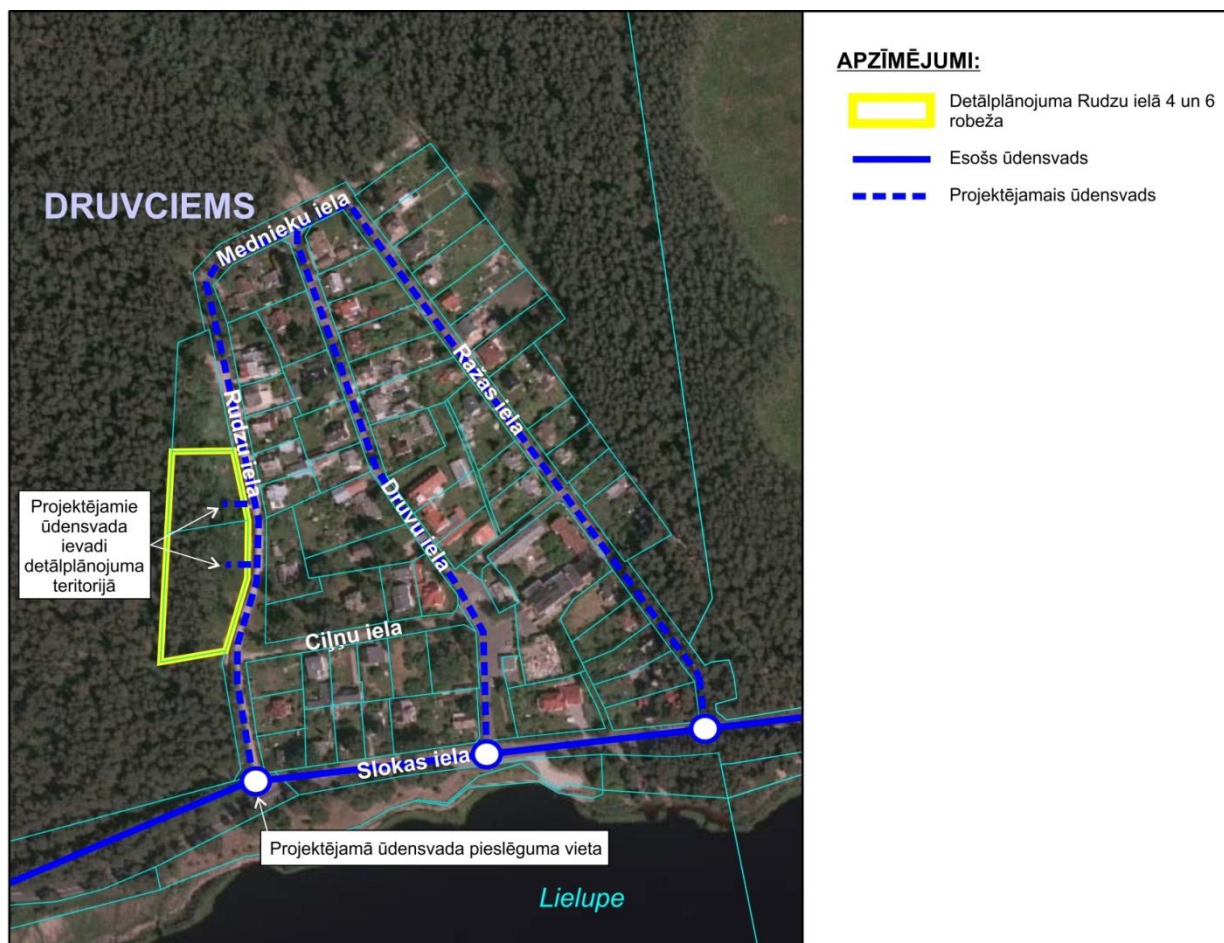 APZĪMĒJUMI:
Detālplānojuma Rudzu ielā 4 un 6
robeža
Esošs ūdensvads
Projektējamais ūdensvads
DRUVCIEMS
Mednieku iela
Rudzu iela
Ražas iela
Druvu iela
Projektējamie
ūdensvada
ievadi
detālplānojuma
teritorijā
Ciļņu iela
Slokas iela
Projektējamā ūdensvada pieslēguma vieta
Lielupe